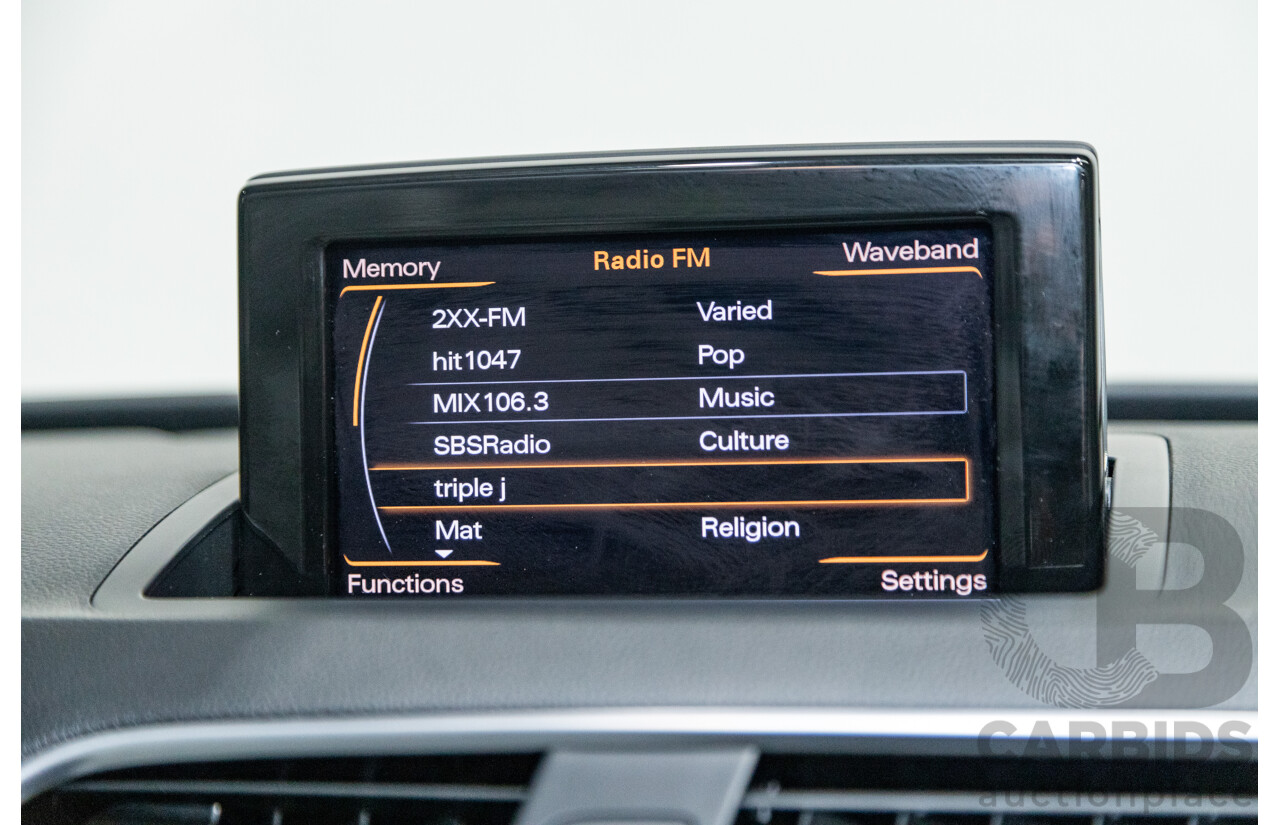 Memory Radio FM Waveband
2XX-FM Varied
hit1047 Pop
MIX106.3 Music
SBSRadio Culture
triple j
Mat Religion
Functions Settings
CB
CARBIDS
auctionplace